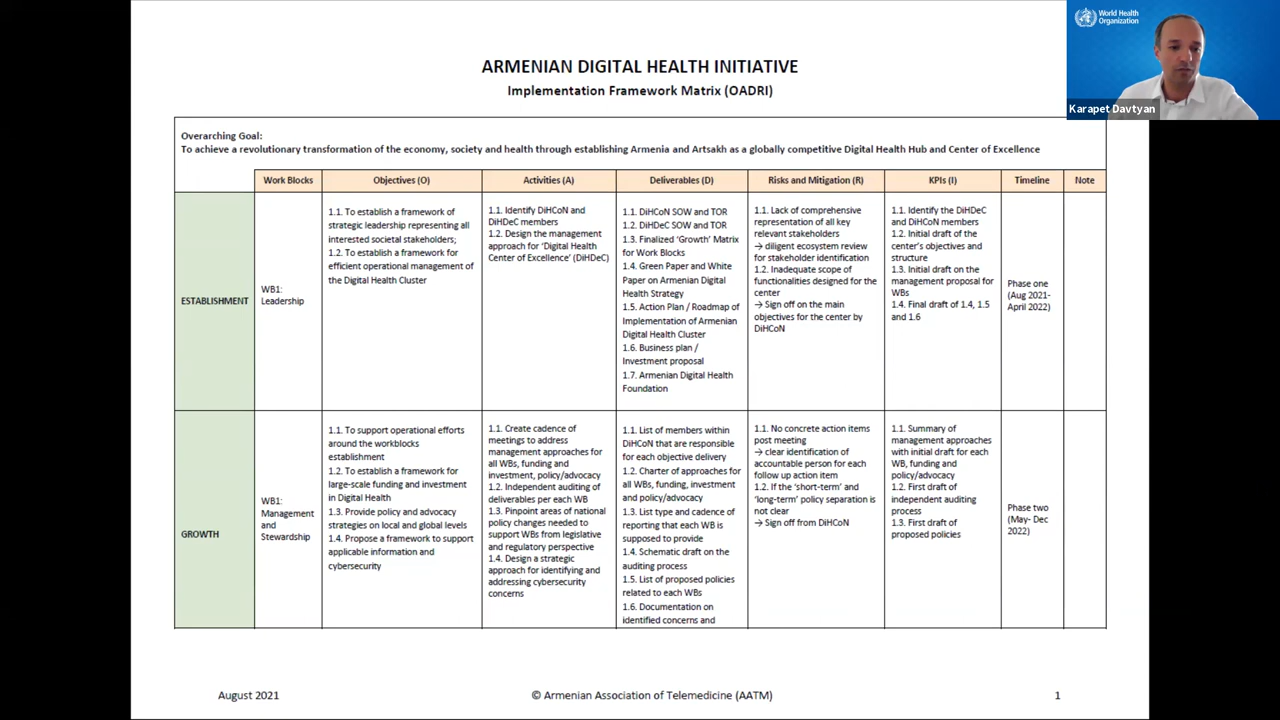 World Health
Organization
Karapet Davtyan
ARMENIAN DIGITAL HEALTH INITIATIVE
Implementation Framework Matrix (OADRI)
Overarching Goal:
To achieve a revolutionary transformation of the economy, society and health through establishing Armenia and Artsakh as a globally competitive Digital Health Hub and Center of Excellence
Work Blocks
Objectives (O)
Activities (A)
Deliverables (D)
Risks and Mitigation (R)
KPIs (I)
Timeline
Note
ESTABLISHMENT
WB1:
Leadership
1.1. To establish a framework of
strategic leadership representing all
interested societal stakeholders;
1.2. To establish a framework for
efficient operational management of
the Digital Health Cluster
1.1. Identify DiHCoN and
DiHDeC members
1.2. Design the management
approach for 'Digital Health
Center of Excellence' (DiHDeC)
1.1. DiHCoN SOW and TOR
1.2. DiHDeC SOW and TOR
1.3. Finalized 'Growth' Matrix
for Work Blocks
1.4. Green Paper and White
Paper on Armenian Digital
Health Strategy
1.5. Action Plan / Roadmap of
Implementation of Armenian
Digital Health Cluster
1.6. Business plan /
Investment proposal
1.7. Armenian Digital Health
Foundation
1.1. Lack of comprehensive
representation of all key
relevant stakeholders
→ diligent ecosystem review
for stakeholder identification
1.2. Inadequate scope of
functionalities designed for the
center
→ Sign off on the main
objectives for the center by
DiHCoN
1.1. Identify the DiHDeC
and DiHCoN members
1.2. Initial draft of the
center's objectives and
structure
1.3. Initial draft on the
management proposal for
WBs
1.4. Final draft of 1.4, 1.5
and 1.6
Phase one
(Aug 2021-
April 2022)
GROWTH
WB1:
Management
and
Stewardship
1.1. To support operational efforts
around the workblocks
establishment
1.2. To establish a framework for
large-scale funding and investment
in Digital Health
1.3. Provide policy and advocacy
strategies on local and global levels
1.4. Propose a framework to support
applicable information and
cybersecurity
1.1. Create cadence of
meetings to address
management approaches for
all WBs, funding and
investment, policy/advocacy
1.2. Independent auditing of
deliverables per each WB
1.3. Pinpoint areas of national
policy changes needed to
support WBs from legislative
and regulatory perspective
1.4. Design a strategic
approach for identifying and
addressing cybersecurity
concerns
1.1. List of members within
DiHCoN that are responsible
for each objective delivery
1.2. Charter of approaches for
all WBs, funding, investment
and policy/advocacy
1.3. List type and cadence of
reporting that each WB is
supposed to provide
1.4. Schematic draft on the
auditing process
1.5. List of proposed policies
related to each WBs
1.6. Documentation on
identified concerns and
1.1. No concrete action items
post meeting
→ clear identification of
accountable person for each
follow up action item
1.2. If the 'short-term' and
'long-term' policy separation is
not clear
→ Sign off from DiHCoN
1.1. Summary of
management approaches
with initial draft for each
WB, funding and
policy/advocacy
1.2. First draft of
independent auditing
process
1.3. First draft of
proposed policies
Phase two
(May- Dec
2022)
August 2021
© Armenian Association of Telemedicine (AATM)
1